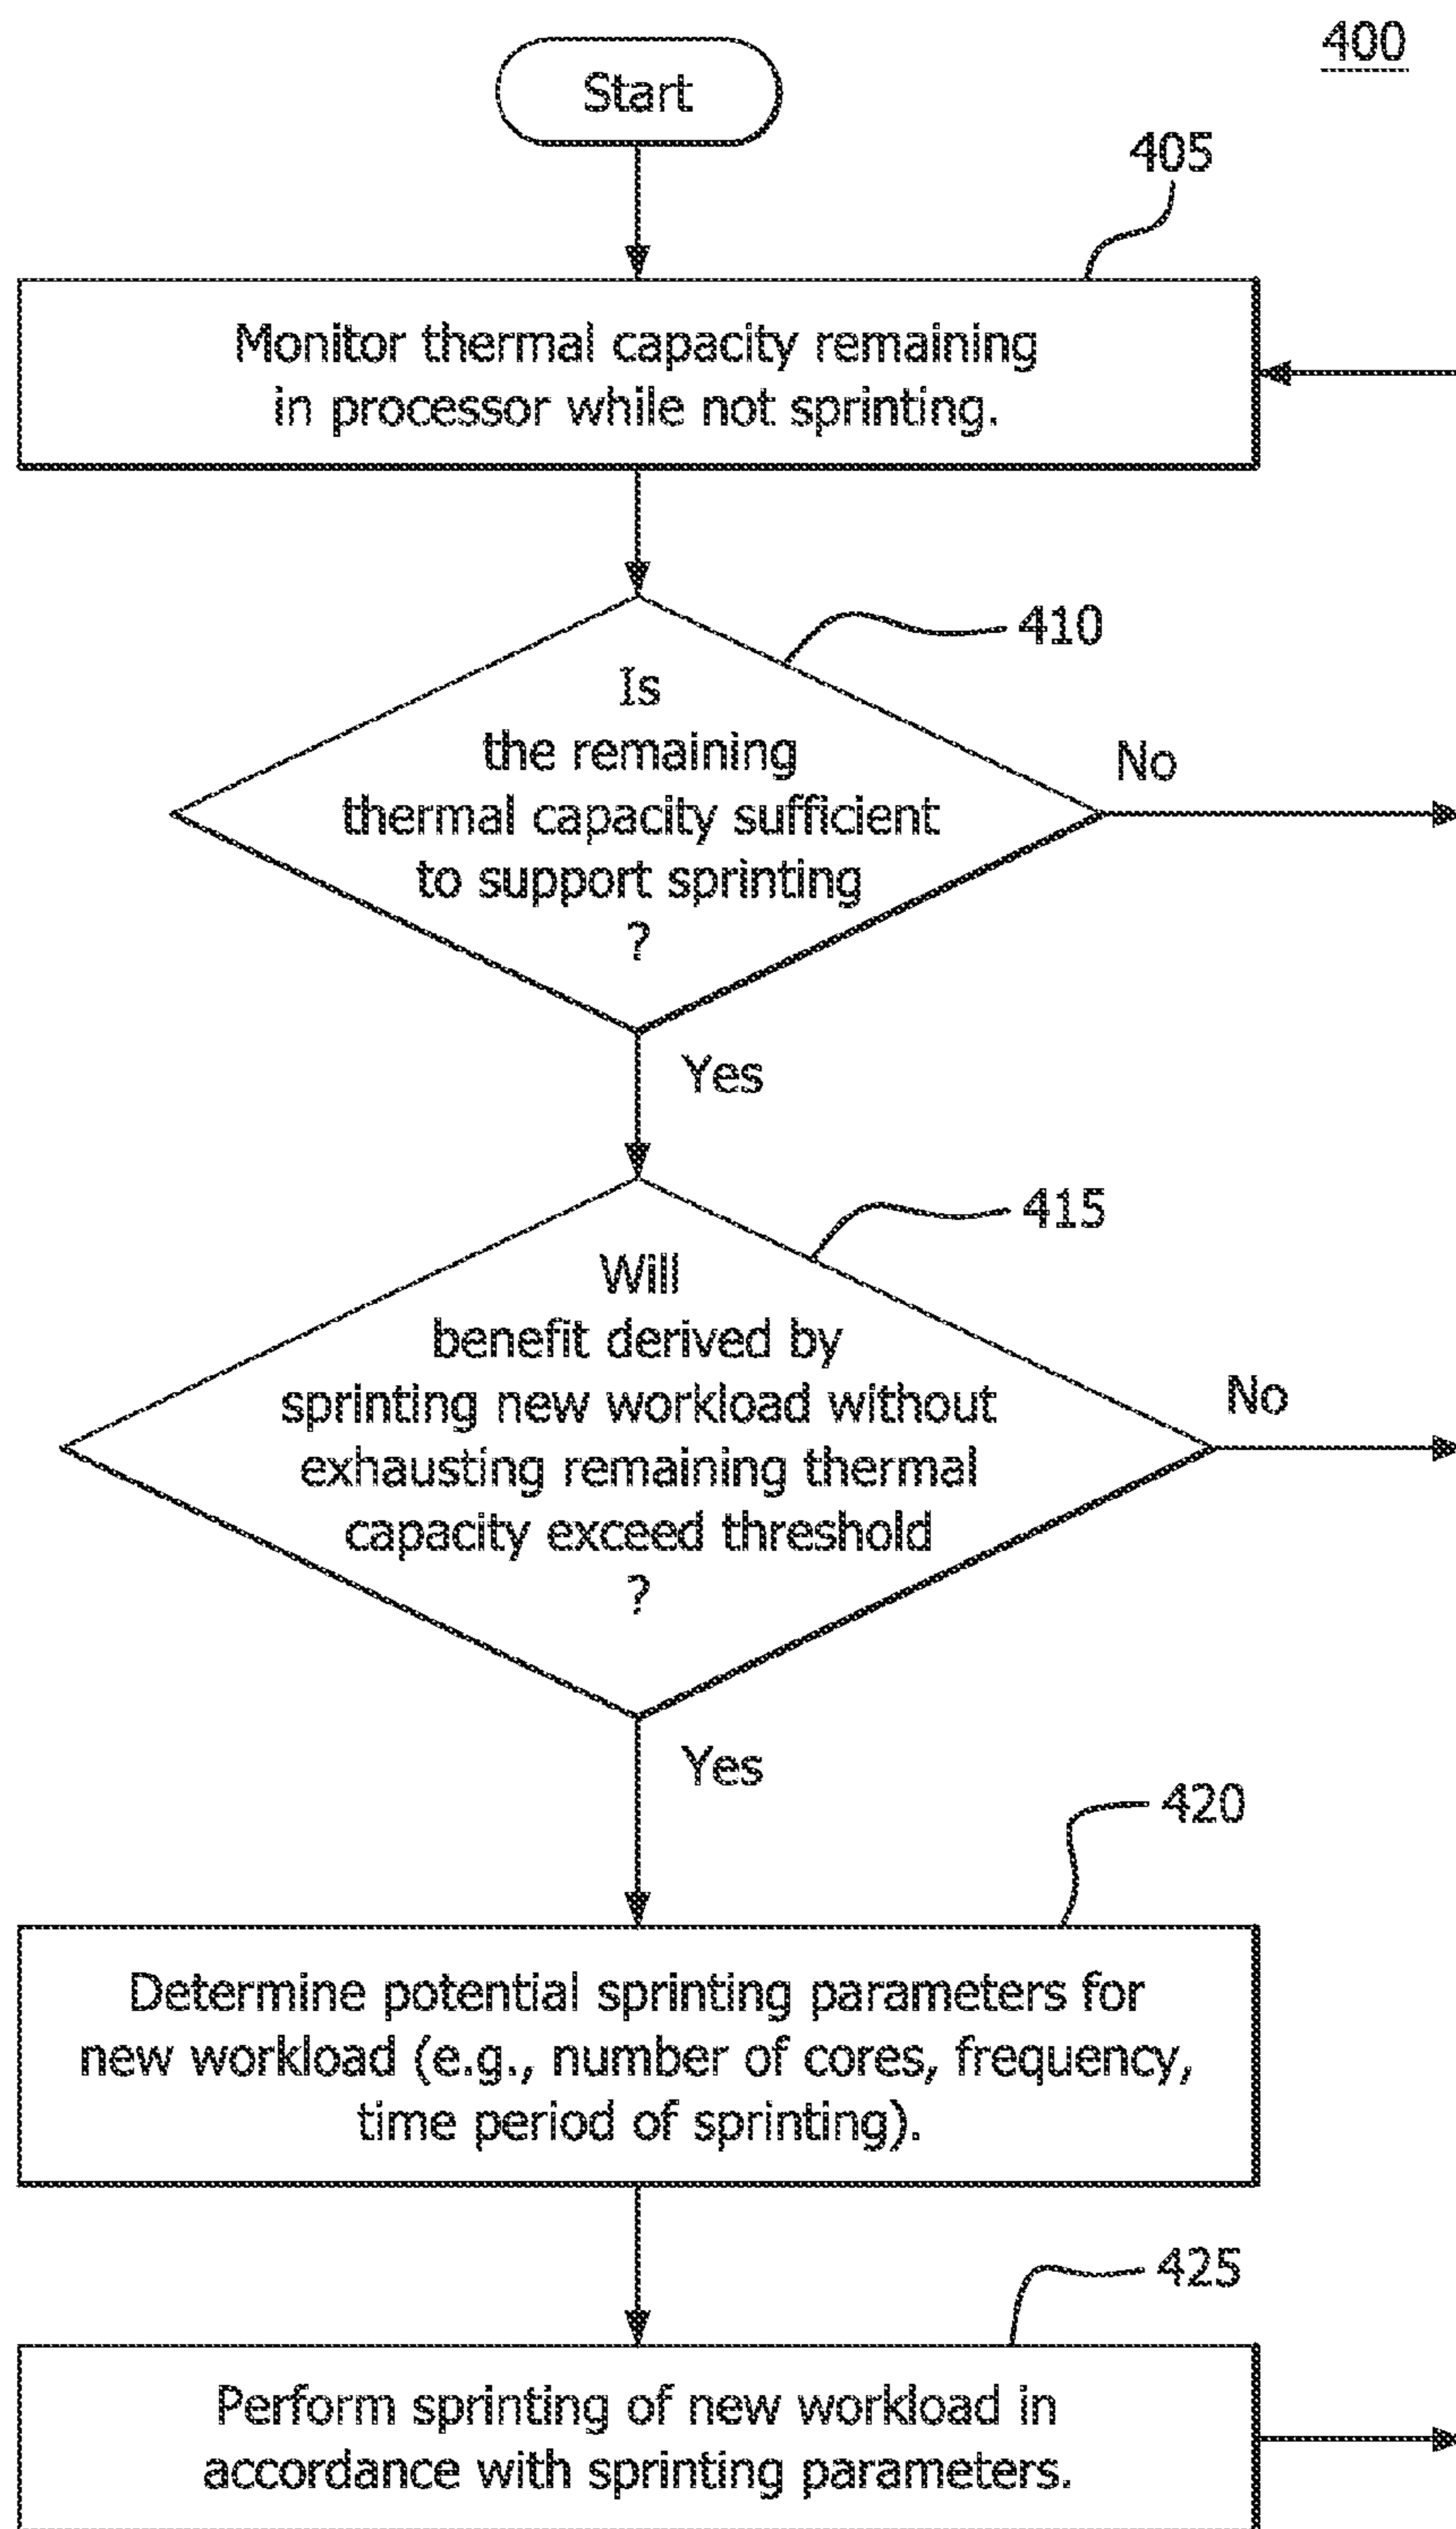 400
Start
405
Monitor thermal capacity remaining
in processor while not sprinting.
410
Is
the remaining
thermal capacity sufficient
to support sprinting
?
No
Yes
415
Will
benefit derived by
sprinting new workload without
exhausting remaining thermal
capacity exceed threshold
?
No
Yes
420
Determine potential sprinting parameters for
new workload (e.g., number of cores, frequency,
time period of sprinting).
425
Perform sprinting of new workload in
accordance with sprinting parameters.